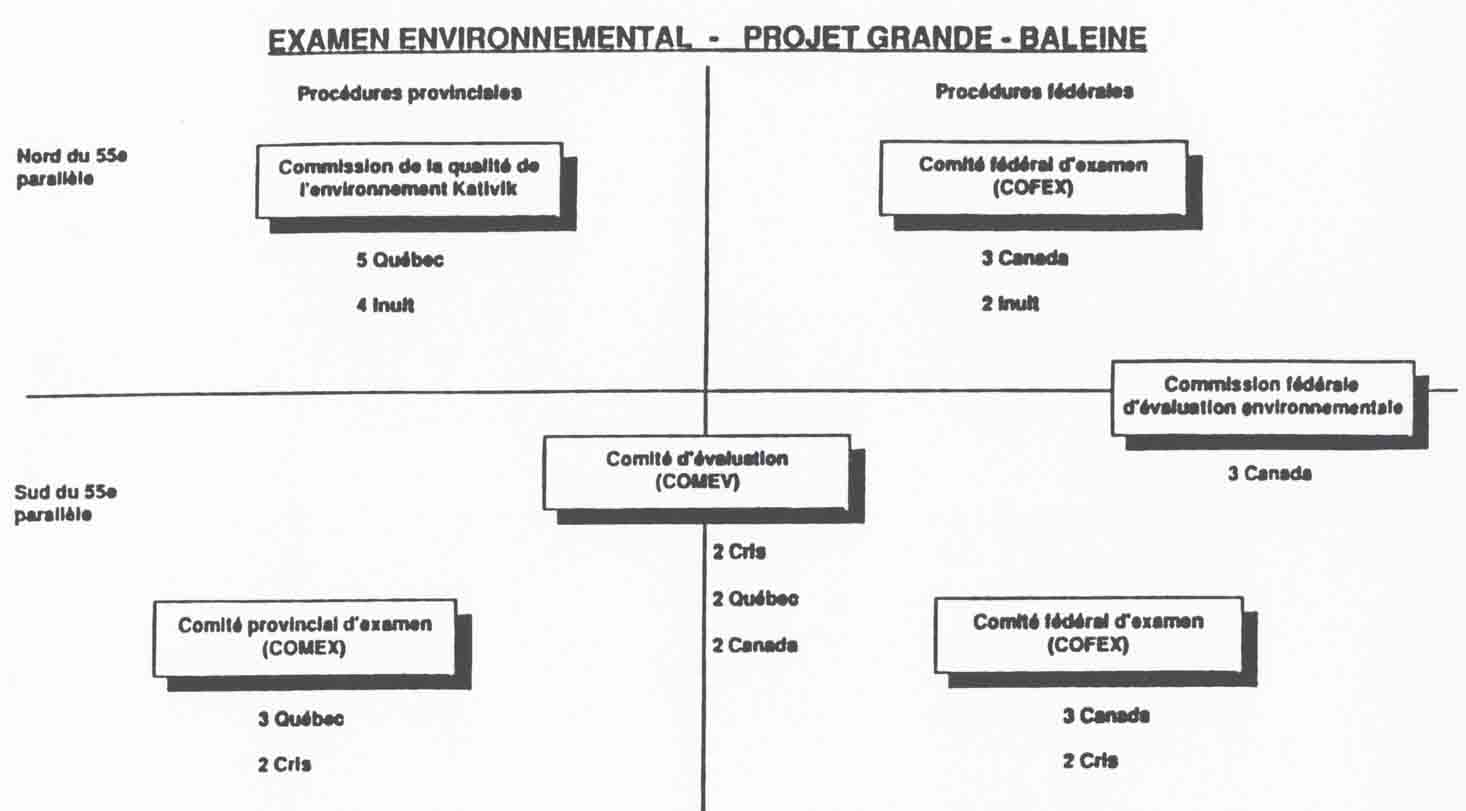 EXAMEN ENVIRONNEMENTAL - PROJET GRANDE - BALEINE
Procédures provinciales
Procédures fédérales
Nord du 55e
parallèle
Commission de la qualité de
l'environnement Kativik
5 Québec
4 Inuit
Comité fédéral d'examen
(COFEX)
3 Canada
2 Inuit
Commission fédérale
d'évaluation environnementale
3 Canada
Comité d'évaluation
(COMEV)
2 Cris
2 Québec
2 Canada
Sud du 55e
parallèle
Comité provincial d'examen
(COMEX)
3 Québec
2 Cris
Comité fédéral d'examen
(COFEX)
3 Canada
2 Cris